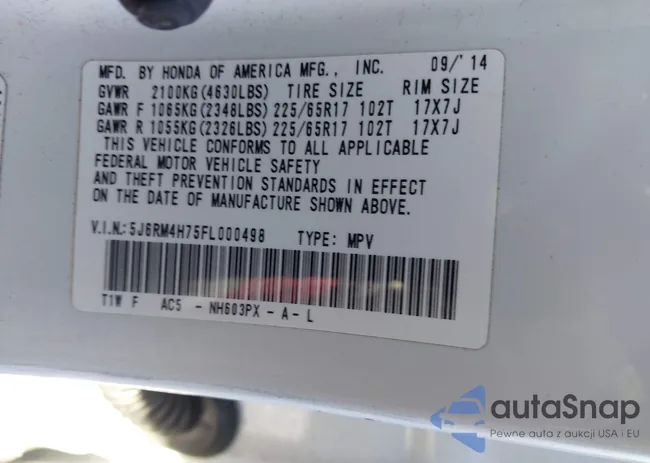 MFD. BY HONDA OF AMERICA MFG., INC. 09/'14
GVWR 2100KG(4630LBS) TIRE SIZE RIM SIZE
GAWR F 1065KG(2348LBS) 225/65R17 102T 17X7J
GAWR R 1055KG(2326LBS) 225/65R17 102T 17X7J
THIS VEHICLE CONFORMS TO ALL APPLICABLE
FEDERAL MOTOR VEHICLE SAFETY
AND THEFT PREVENTION STANDARDS IN EFFECT
ON THE DATE OF MANUFACTURE SHOWN ABOVE.
V.I.N.:5J6RM4H75FL000498 TYPE: MPV
T1W F AC5 - NH603PX - A - L
autaSnap
Pewne auta z aukcji USA i EU